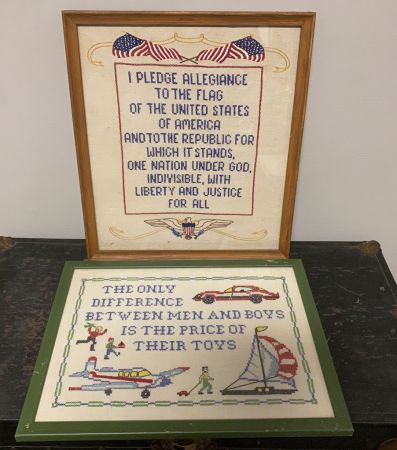 I PLEDGE ALLEGIANCE
TO THE FLAG
OF THE UNITED STATES
OF AMERICA
AND TO THE REPUBLIC FOR
WHICH IT STANDS,
ONE NATION UNDER GOD,
INDIVISIBLE, WITH
LIBERTY AND JUSTICE
FOR ALL
THE ONLY
DIFFERENCE
BETWEEN MEN AND BOYS
IS THE PRICE OF
THEIR TOYS